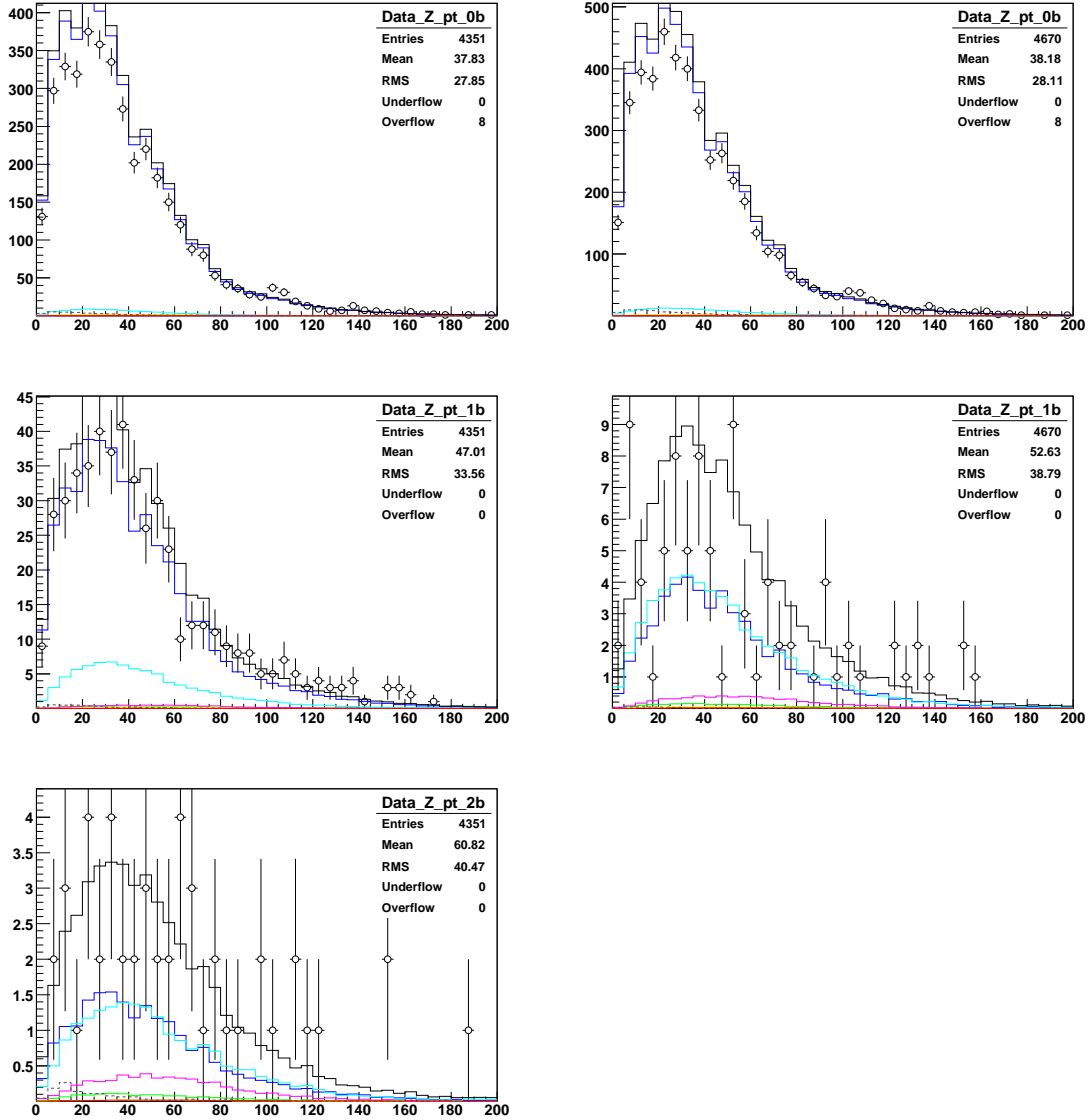 Data_Z_pt_0b
Entries 4351
Mean 37.83
RMS 27.85
Underflow 0
Overflow 8
400
350
300
250
200
150
100
50
0 20 40 60 80 100 120 140 160 180 200
Data_Z_pt_0b
Entries 4670
Mean 38.18
RMS 28.11
Underflow 0
Overflow 8
500
400
300
200
100
0 20 40 60 80 100 120 140 160 180 200
Data_Z_pt_1b
Entries 4351
Mean 47.01
RMS 33.56
Underflow 0
Overflow 0
45
40
35
30
25
20
15
10
5
0 20 40 60 80 100 120 140 160 180 200
Data_Z_pt_1b
Entries 4670
Mean 52.63
RMS 38.79
Underflow 0
Overflow 0
9
8
7
6
5
4
3
2
1
0 20 40 60 80 100 120 140 160 180 200
Data_Z_pt_2b
Entries 4351
Mean 60.82
RMS 40.47
Underflow 0
Overflow 0
4
3.5
3
2.5
2
1.5
1
0.5
0 20 40 60 80 100 120 140 160 180 200